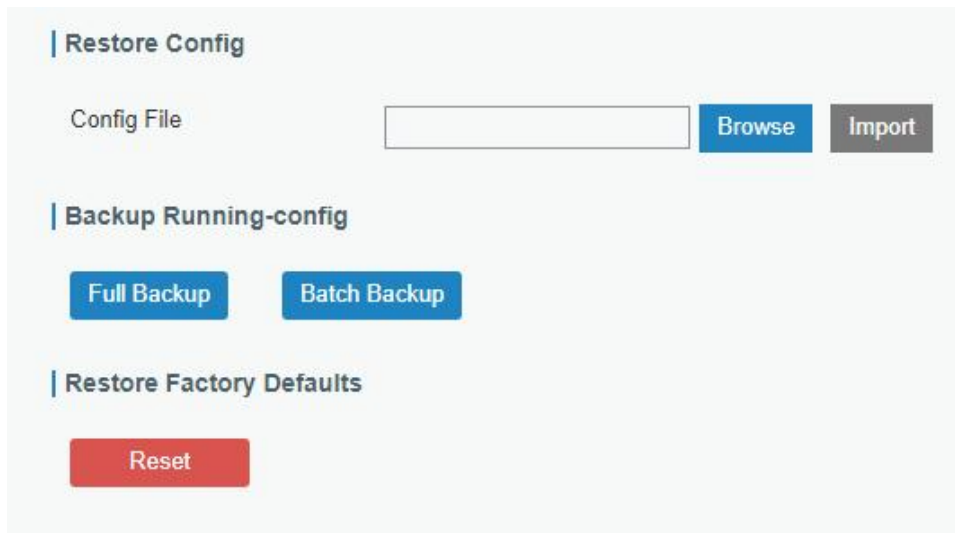 Restore Config
Config File Browse Import
Backup Running-config
Full Backup Batch Backup
Restore Factory Defaults
Reset